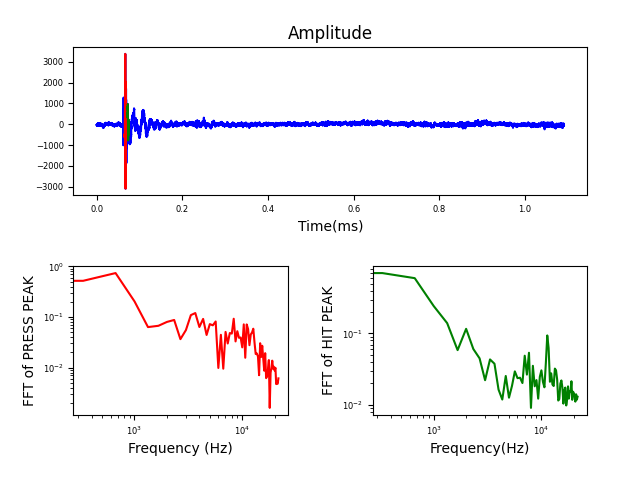 Amplitude
3000
2000
1000
0
−1000
−2000
−3000
0.0 0.2 0.4 0.6 0.8 1.0
Time(ms)
FFT of PRESS PEAK
10⁰
10⁻¹
10⁻²
10³ 10⁴
Frequency (Hz)
FFT of HIT PEAK
10⁻¹
10⁻²
10³ 10⁴
Frequency(Hz)